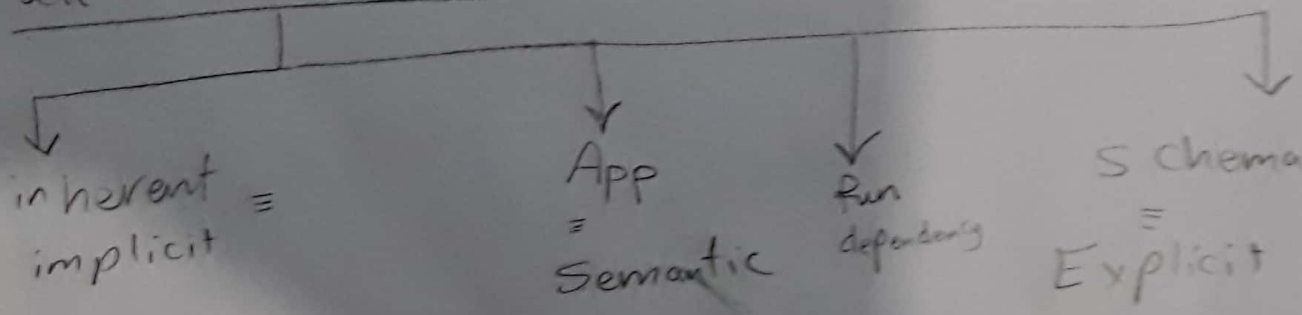 inherent ≡
implicit
App
≡
Semantic
Fun
dependency
Schema
≡
Explicit